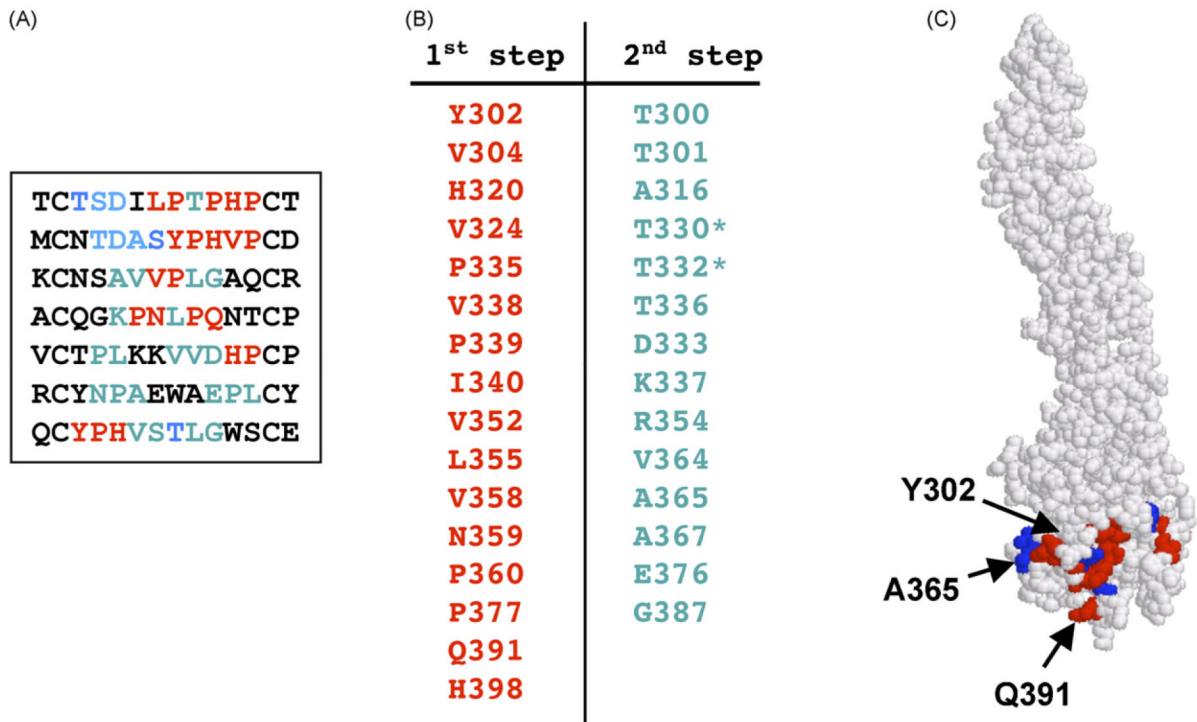 (A)
TCTSDILPTPHPCT
MCNTDASYPHVPCD
KCNSAVVPLGAQCR
ACQGKPNLPQNTCP
VCTPLKKVVDHPCP
RCYNPAEWAEPLCY
QCYPHVSTLGWSCE
(B)
1st step 2nd step
Y302 T300
V304 T301
H320 A316
V324 T330*
P335 T332*
V338 T336
P339 D333
I340 K337
V352 R354
L355 V364
V358 A365
N359 A367
P360 E376
P377 G387
Q391
H398
(C)
Y302
A365
Q391